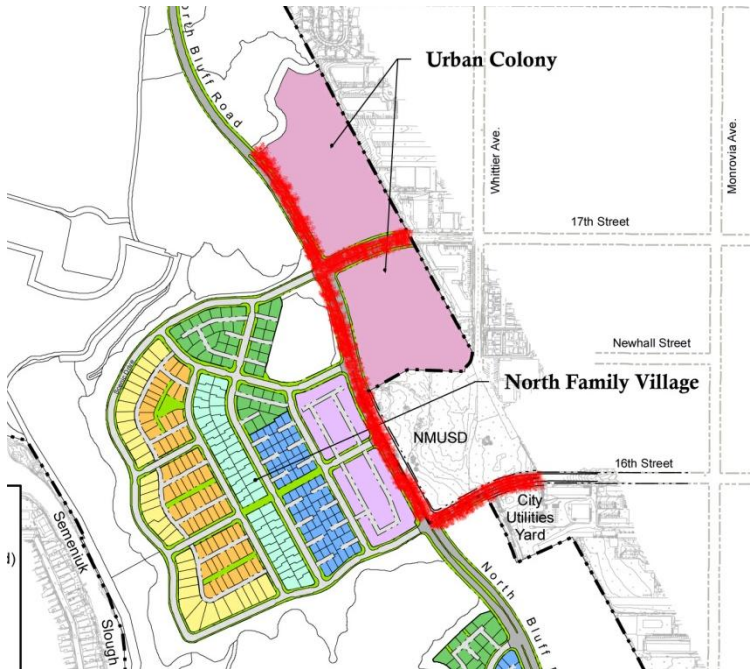 North Bluff Road
Urban Colony
Whittier Ave.
Monrovia Ave.
17th Street
Newhall Street
North Family Village
NMUSD
16th Street
City
Utilities
Yard
Semeniuk
Slough
North Bluff